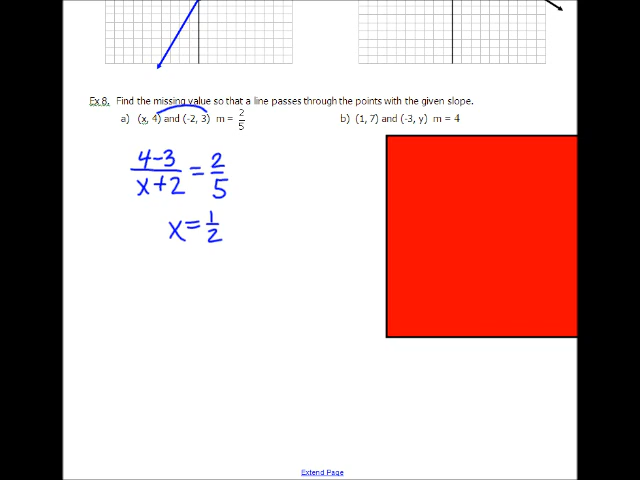 Ex 8. Find the missing value so that a line passes through the points with the given slope.
a) (x, 4) and (-2, 3) m = 2/5
b) (1, 7) and (-3, y) m = 4
4-3/x+2 = 2/5
x = 1/2
Extend Page